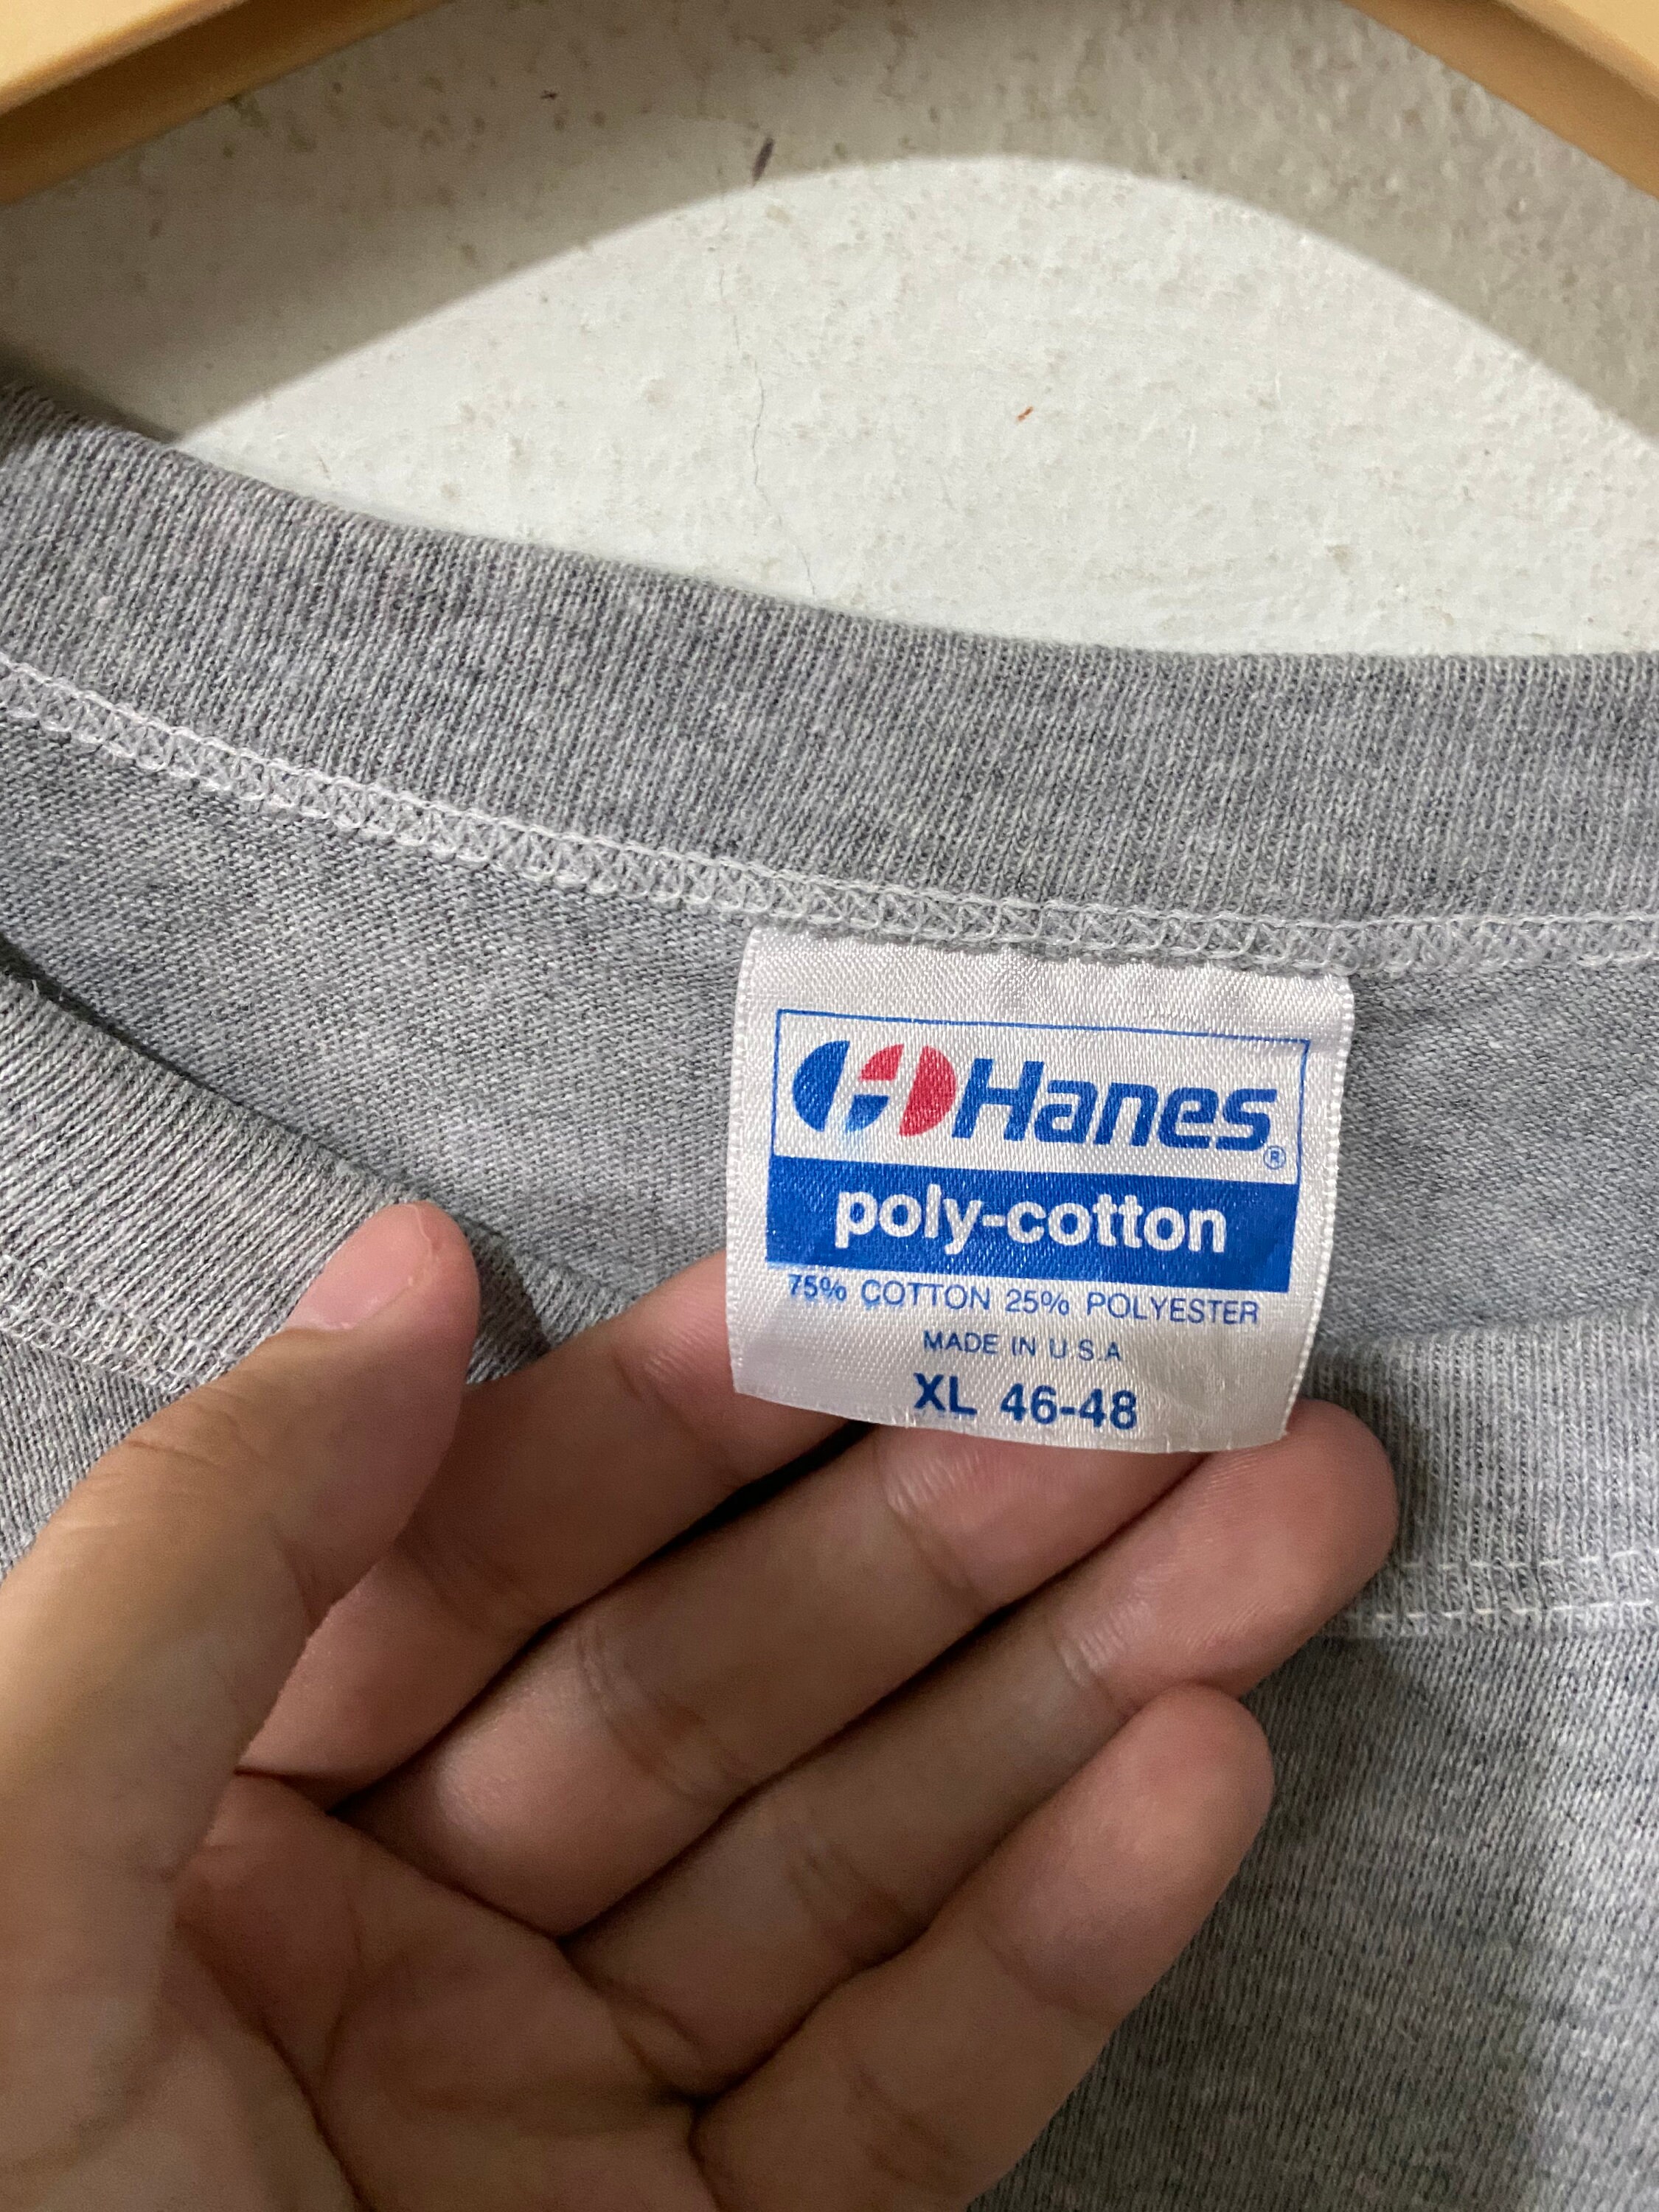 H Hanes®
poly-cotton
75% COTTON 25% POLYESTER
MADE IN U.S.A
XL 46-48